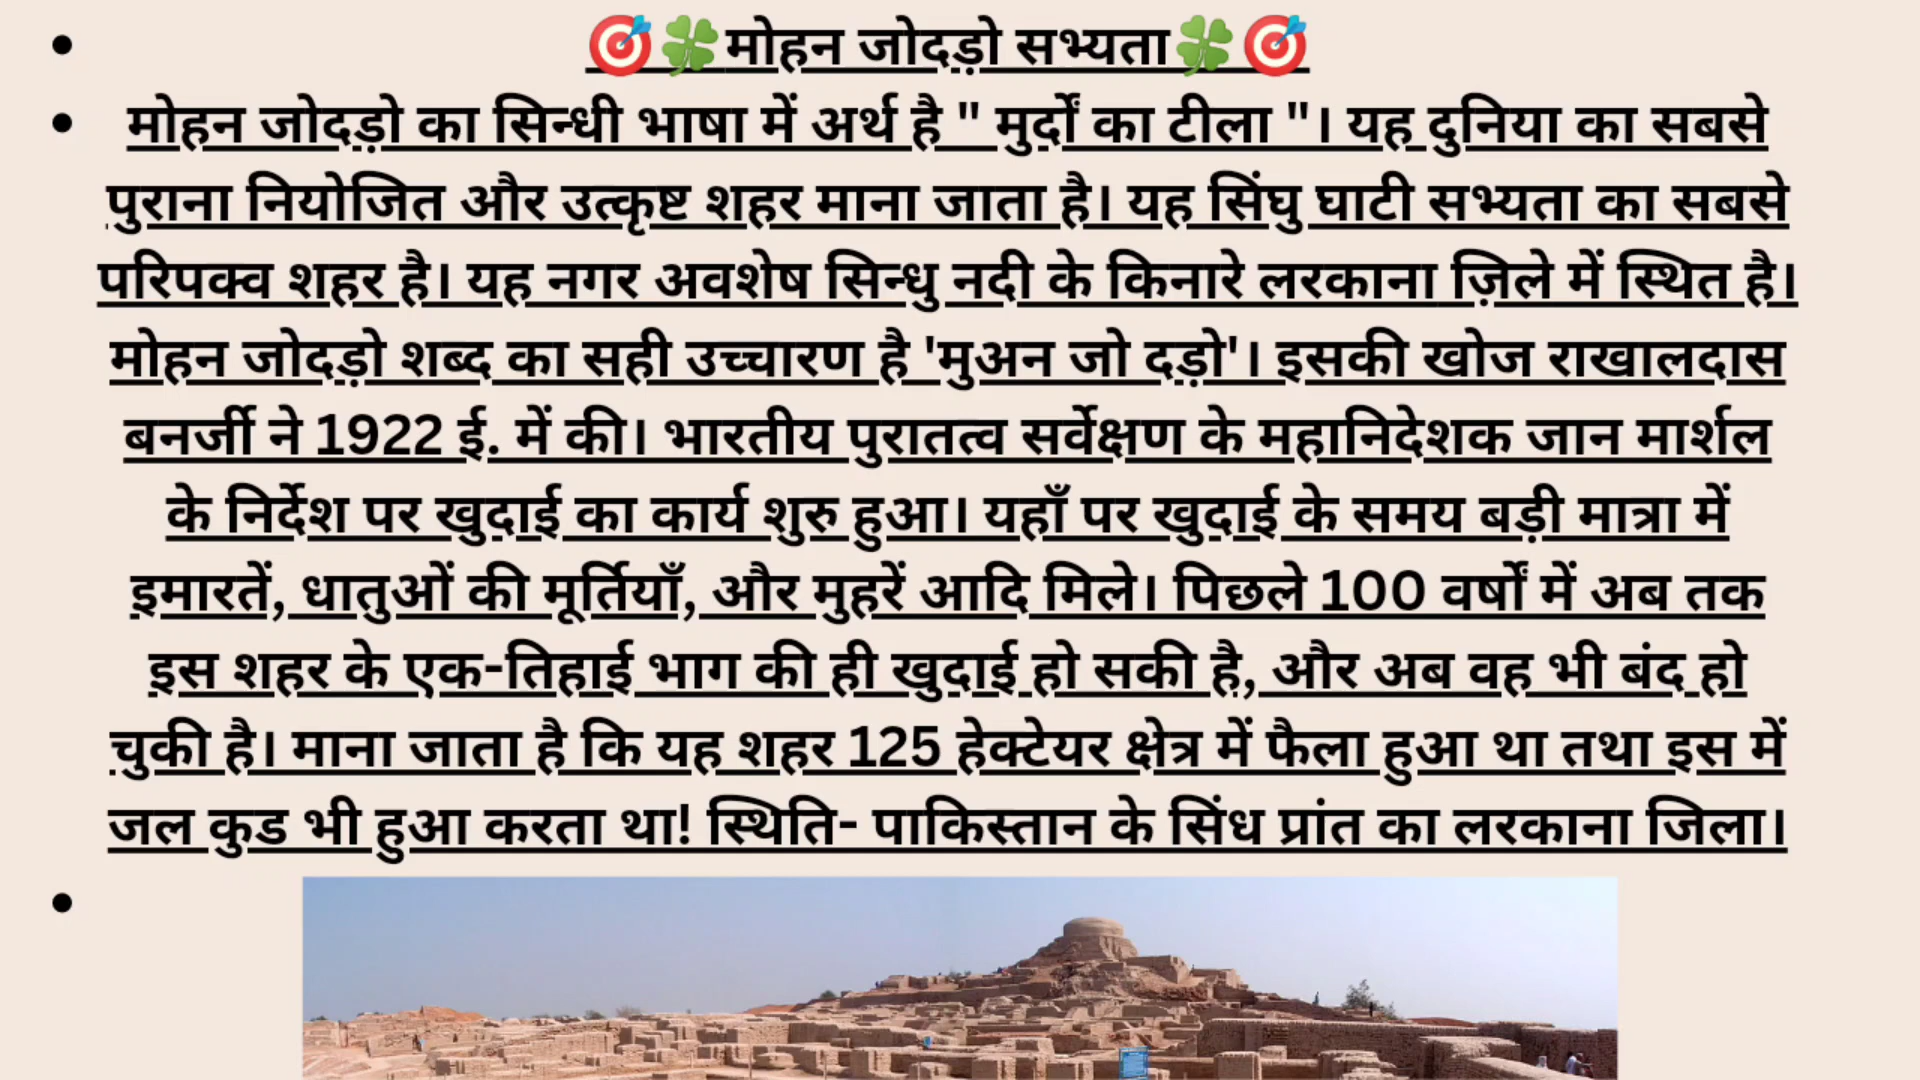 🎯🍀मोहन जोदड़ो सभ्यता🍀🎯
मोहन जोदड़ो का सिन्धी भाषा में अर्थ है " मुर्दों का टीला "। यह दुनिया का सबसे
पुराना नियोजित और उत्कृष्ट शहर माना जाता है। यह सिंघु घाटी सभ्यता का सबसे
परिपक्व शहर है। यह नगर अवशेष सिन्धु नदी के किनारे लरकाना ज़िले में स्थित है।
मोहन जोदड़ो शब्द का सही उच्चारण है 'मुअन जो दड़ो'। इसकी खोज राखालदास
बनर्जी ने 1922 ई. में की। भारतीय पुरातत्व सर्वेक्षण के महानिदेशक जान मार्शल
के निर्देश पर खुदाई का कार्य शुरु हुआ। यहाँ पर खुदाई के समय बड़ी मात्रा में
इमारतें, धातुओं की मूर्तियाँ, और मुहरें आदि मिले। पिछले 100 वर्षों में अब तक
इस शहर के एक-तिहाई भाग की ही खुदाई हो सकी है, और अब वह भी बंद हो
चुकी है। माना जाता है कि यह शहर 125 हेक्टेयर क्षेत्र में फैला हुआ था तथा इस में
जल कुड भी हुआ करता था! स्थिति- पाकिस्तान के सिंध प्रांत का लरकाना जिला।